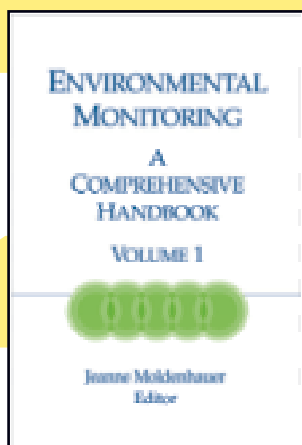 ENVIRONMENTAL
MONITORING
A
COMPREHENSIVE
HANDBOOK
VOLUME 1
Jeanne Moldenhauer
Editor